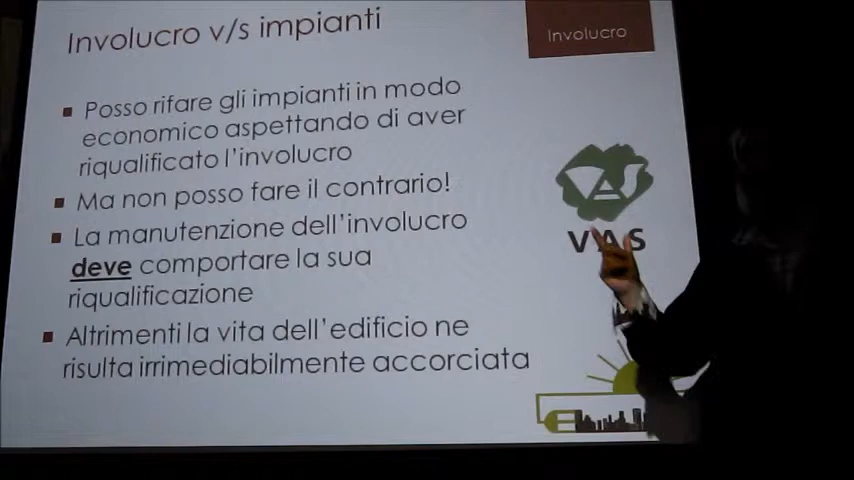 Involucro v/s impianti
Involucro
Posso rifare gli impianti in modo
economico aspettando di aver
riqualificato l'involucro
Ma non posso fare il contrario!
La manutenzione dell'involucro
deve comportare la sua
riqualificazione
Altrimenti la vita dell'edificio ne
risulta irrimediabilmente accorciata
VAS
VAS